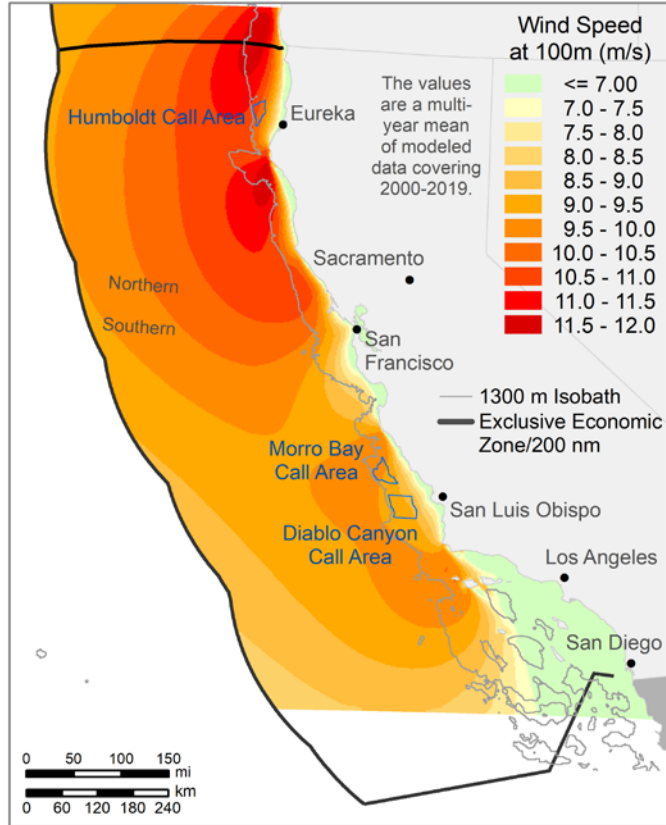 Wind Speed
at 100m (m/s)
<= 7.00
7.0 - 7.5
7.5 - 8.0
8.0 - 8.5
8.5 - 9.0
9.0 - 9.5
9.5 - 10.0
10.0 - 10.5
10.5 - 11.0
11.0 - 11.5
11.5 - 12.0
The values
are a multi-
year mean
of modeled
data covering
2000-2019.
Humboldt Call Area
Eureka
Sacramento
Northern
Southern
San
Francisco
1300 m Isobath
Exclusive Economic
Zone/200 nm
Morro Bay
Call Area
San Luis Obispo
Diablo Canyon
Call Area
Los Angeles
San Diego
0 50 100 150
mi
km
0 60 120 180 240